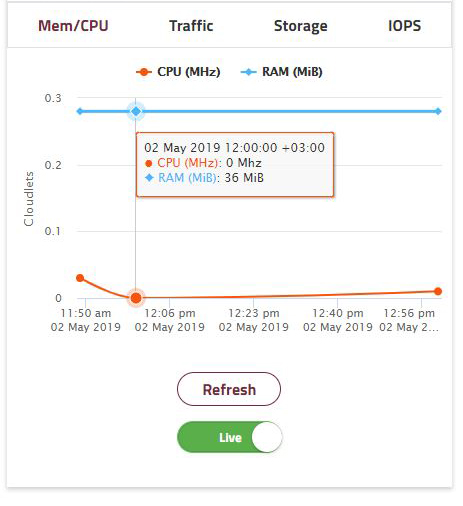 Mem/CPU Traffic Storage IOPS
CPU (MHz) RAM (MiB)
0.3
02 May 2019 12:00:00 +03:00
CPU (MHz): 0 Mhz
RAM (MiB): 36 MiB
0.2
Cloudlets
0.1
0
11:50 am 12:06 pm 12:23 pm 12:40 pm 12:56 pm
02 May 2019 02 May 2019 02 May 2019 02 May 2019 02 May 2...
Refresh
Live